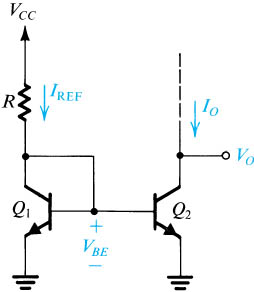 V_CC
R
I_REF
I_O
V_O
Q_1
+
V_BE
−
Q_2